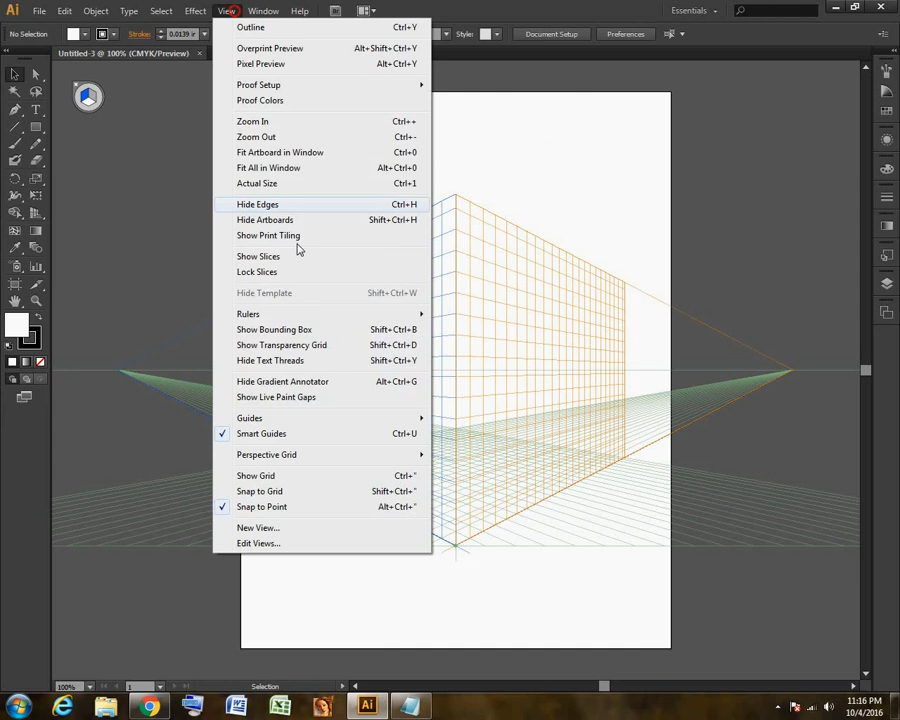 Ai File Edit Object Type Select Effect View Window Help Essentials
No Selection Stroke: 0.0139 in Style: Document Setup Preferences
Untitled-3 @ 100% (CMYK/Preview) ×
Outline Ctrl+Y
Overprint Preview Alt+Shift+Ctrl+Y
Pixel Preview Alt+Ctrl+Y
Proof Setup
Proof Colors
Zoom In Ctrl++
Zoom Out Ctrl+-
Fit Artboard in Window Ctrl+0
Fit All in Window Alt+Ctrl+0
Actual Size Ctrl+1
Hide Edges Ctrl+H
Hide Artboards Shift+Ctrl+H
Show Print Tiling
Show Slices
Lock Slices
Hide Template Shift+Ctrl+W
Rulers
Show Bounding Box Shift+Ctrl+B
Show Transparency Grid Shift+Ctrl+D
Hide Text Threads Shift+Ctrl+Y
Hide Gradient Annotator Alt+Ctrl+G
Show Live Paint Gaps
Guides
Smart Guides Ctrl+U
Perspective Grid
Show Grid Ctrl+"
Snap to Grid Shift+Ctrl+"
Snap to Point Alt+Ctrl+"
New View...
Edit Views...
100% 1 Selection
Ai
11:16 PM
10/4/2016